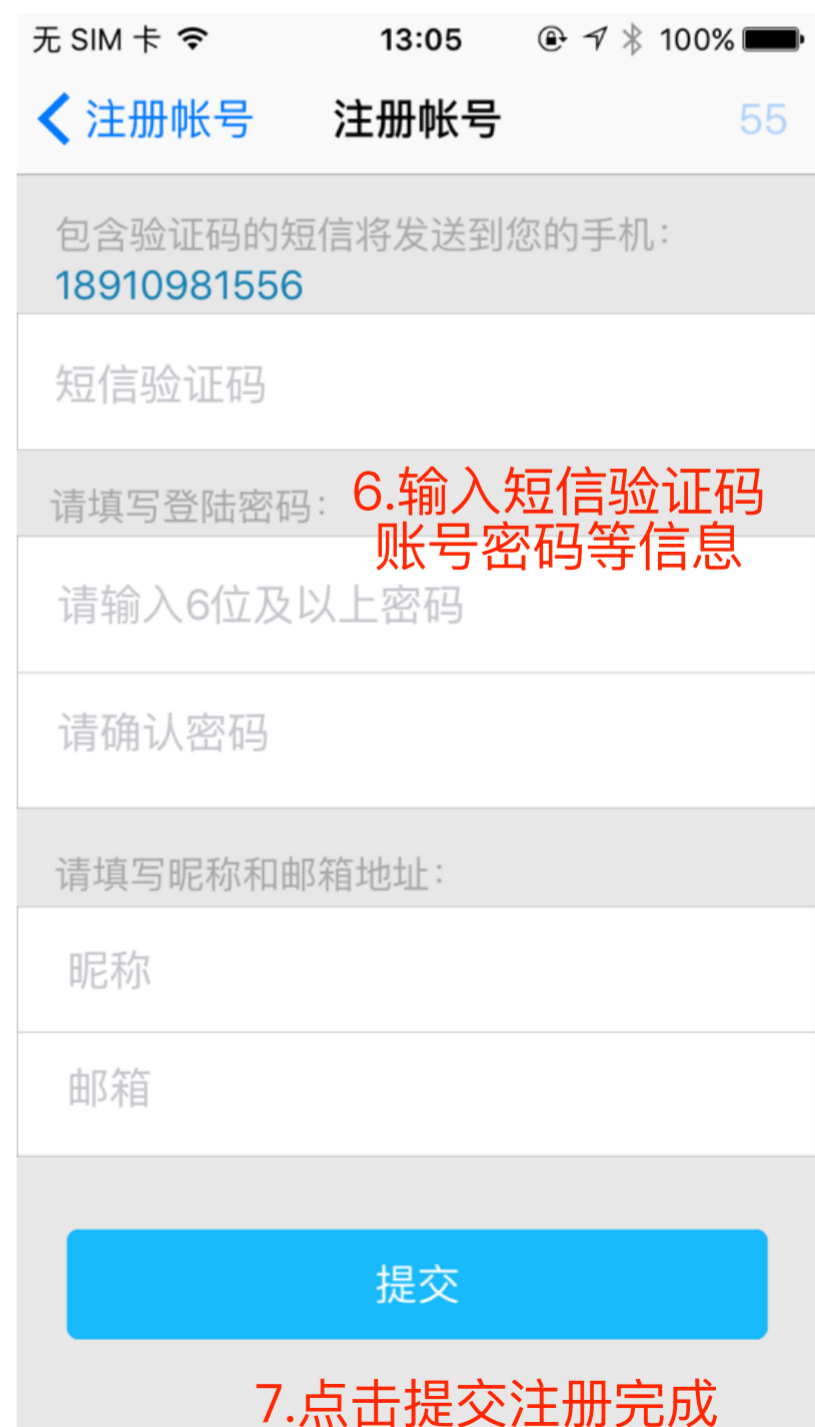 无 SIM 卡 13:05 100%
注册帐号 注册帐号 55
包含验证码的短信将发送到您的手机：
18910981556
短信验证码
请填写登陆密码：
6.输入短信验证码
账号密码等信息
请输入6位及以上密码
请确认密码
请填写昵称和邮箱地址：
昵称
邮箱
提交
7.点击提交注册完成